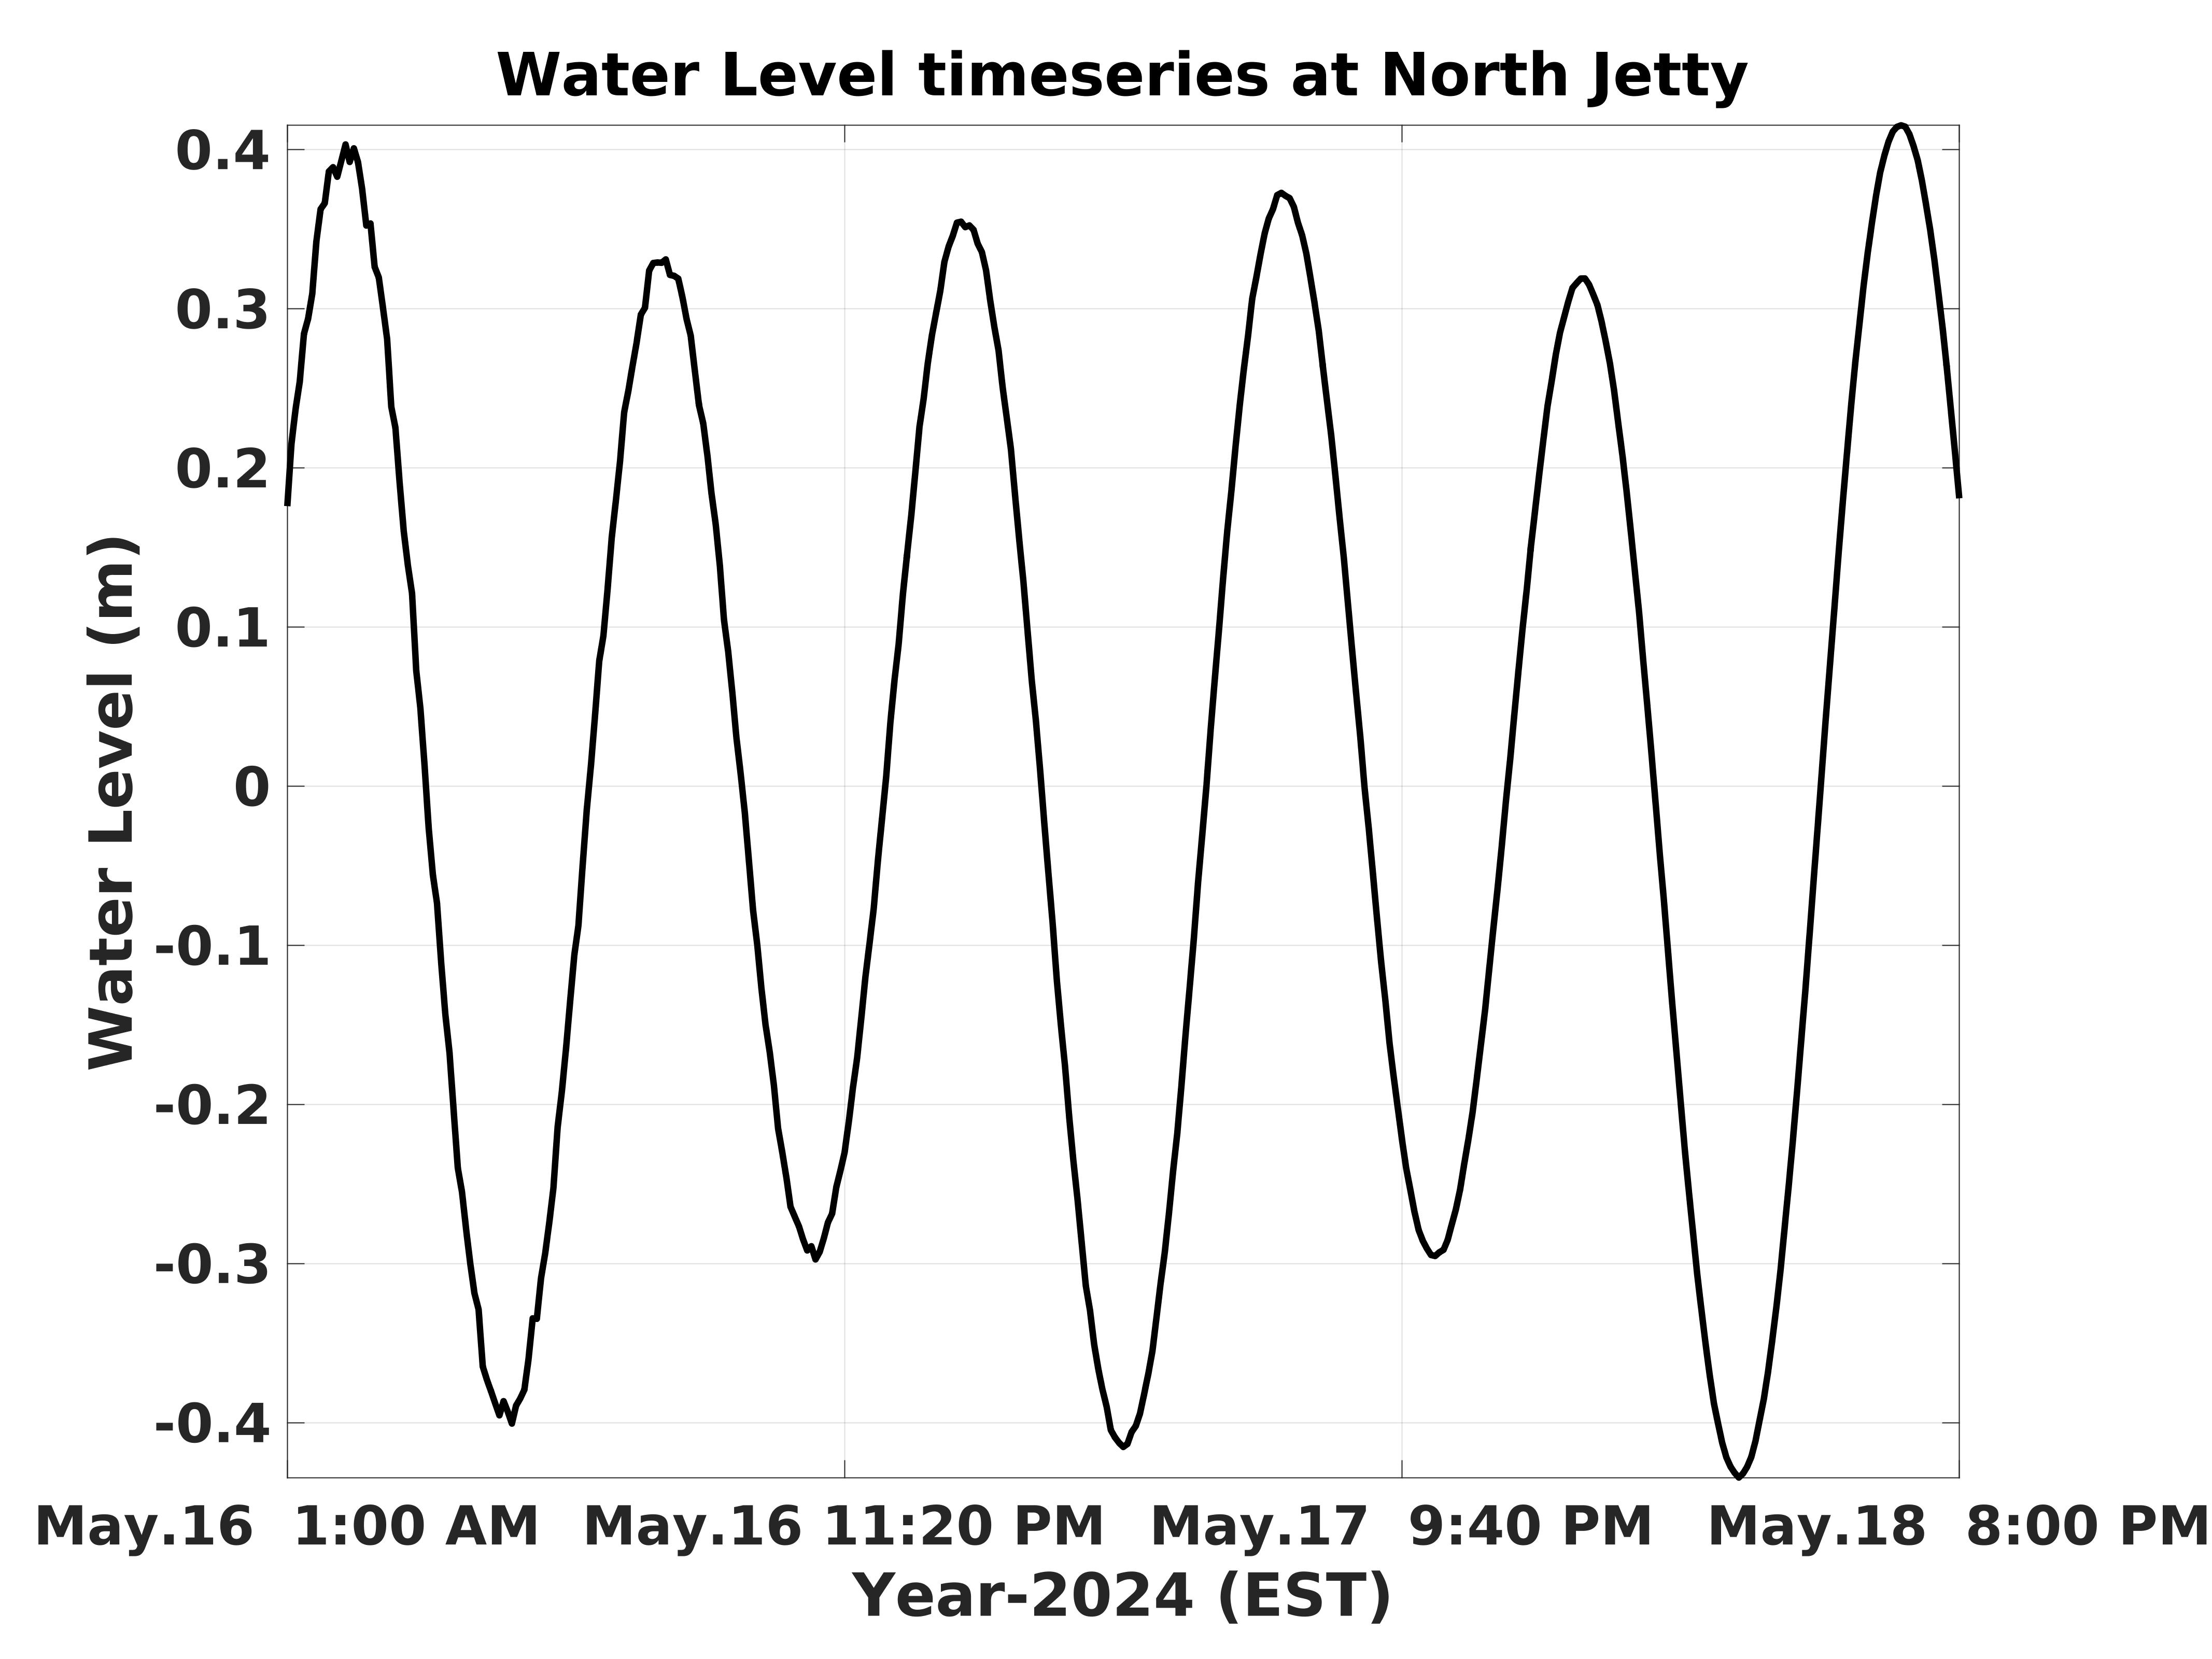 Water Level timeseries at North Jetty
Water Level (m)
0.4
0.3
0.2
0.1
0
-0.1
-0.2
-0.3
-0.4
May.16 1:00 AM May.16 11:20 PM May.17 9:40 PM May.18 8:00 PM
Year-2024 (EST)